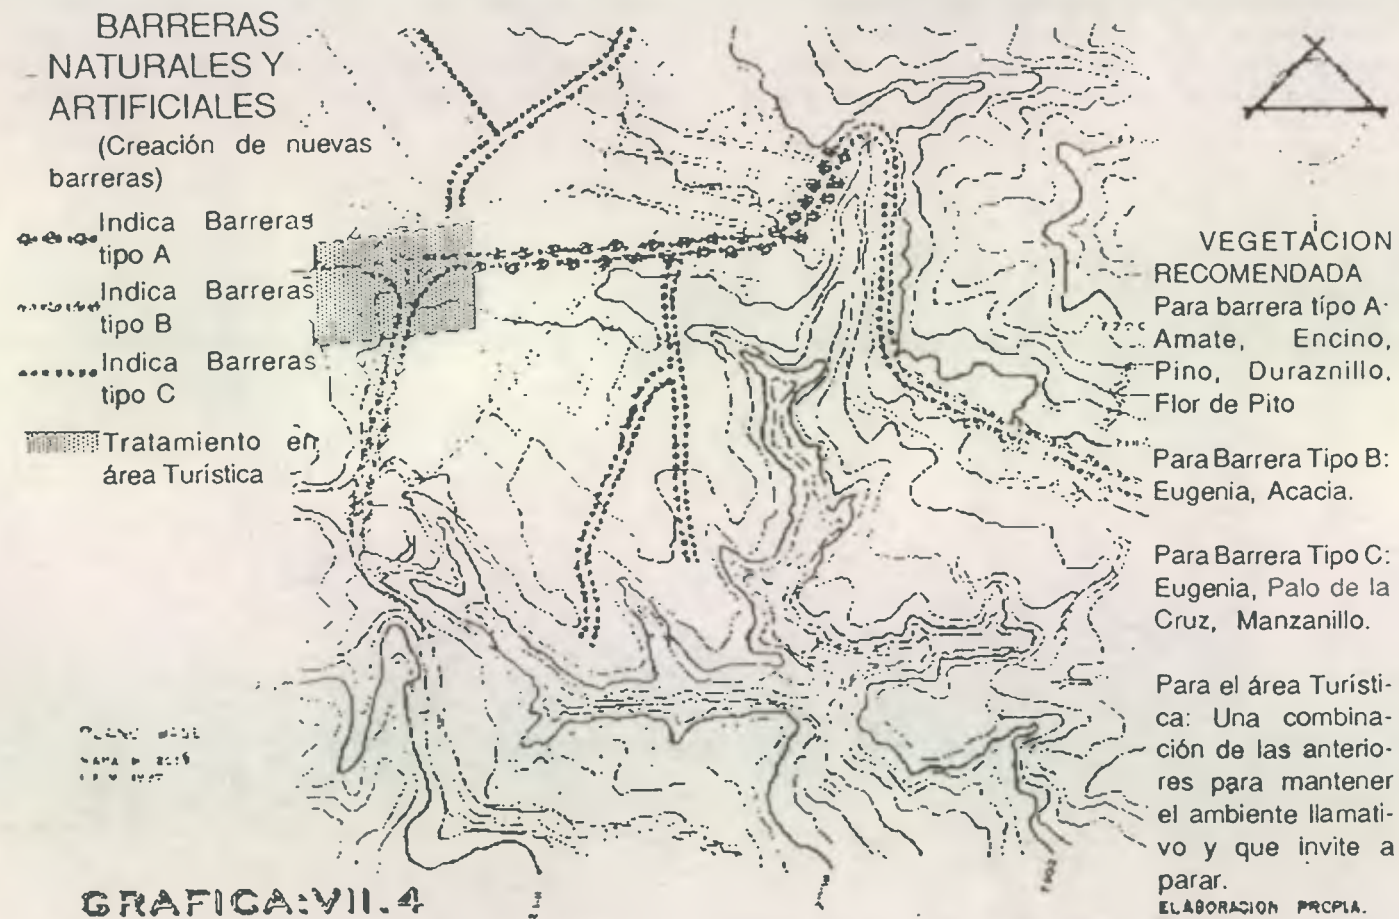 BARRERAS
NATURALES Y
ARTIFICIALES
(Creación de nuevas
barreras)
Indica Barreras
tipo A
Indica Barreras
tipo B
Indica Barreras
tipo C
Tratamiento en
área Turística
PLANO BASE
GRAFICA:VII.4
VEGETACION
RECOMENDADA
Para barrera tipo A
Amate, Encino,
Pino, Duraznillo,
Flor de Pito
Para Barrera Tipo B:
Eugenia, Acacia.
Para Barrera Tipo C:
Eugenia, Palo de la
Cruz, Manzanillo.
Para el área Turísti-
ca: Una combina-
ción de las anterio-
res para mantener
el ambiente llamati-
vo y que invite a
parar.
ELABORACION PROPIA.